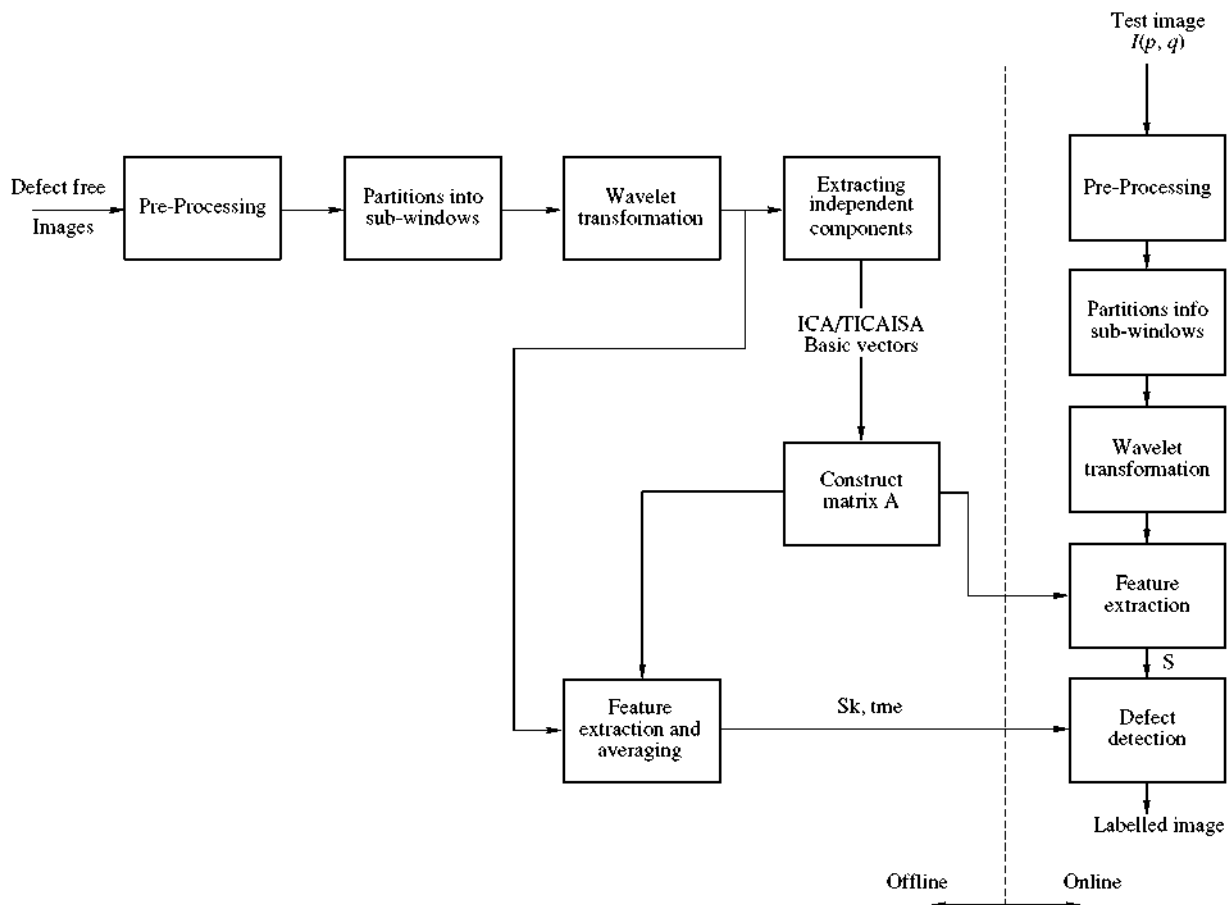 Test image
I(p, q)
Defect free
Images
Pre-Processing
Partitions into
sub-windows
Wavelet
transformation
Extracting
independent
components
ICA/TICAISA
Basic vectors
Construct
matrix A
Feature
extraction and
averaging
Sk, tme
Pre-Processing
Partitions info
sub-windows
Wavelet
transformation
Feature
extraction
S
Defect
detection
Labelled image
Offline
Online